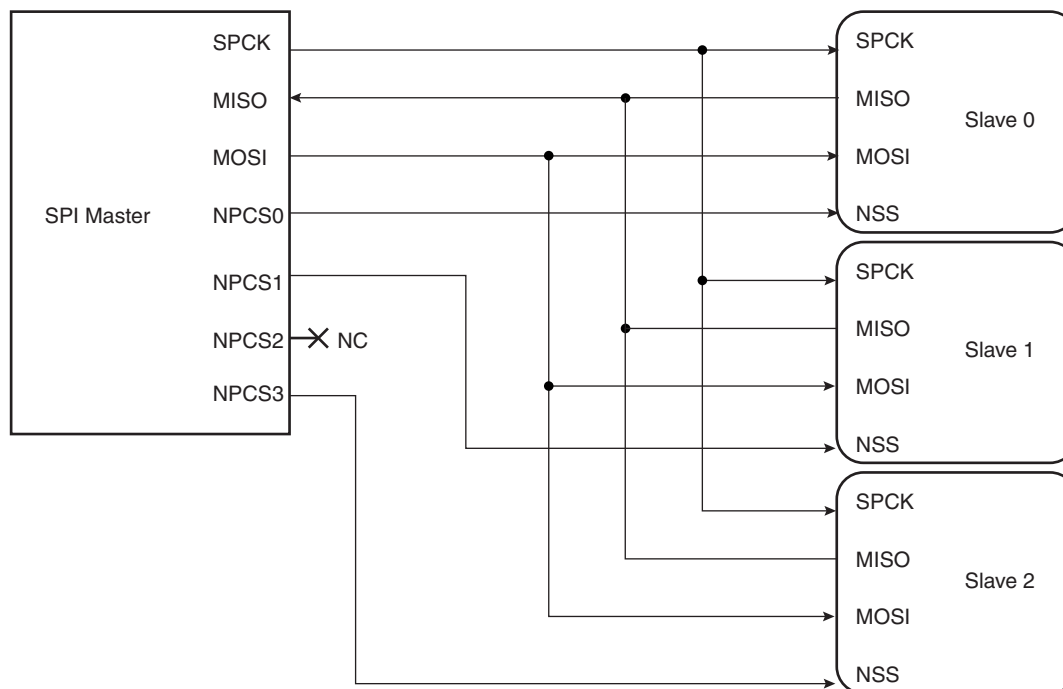 SPI Master
SPCK
MISO
MOSI
NPCS0
NPCS1
NPCS2
NC
NPCS3
SPCK
MISO
Slave 0
MOSI
NSS
SPCK
MISO
Slave 1
MOSI
NSS
SPCK
MISO
Slave 2
MOSI
NSS